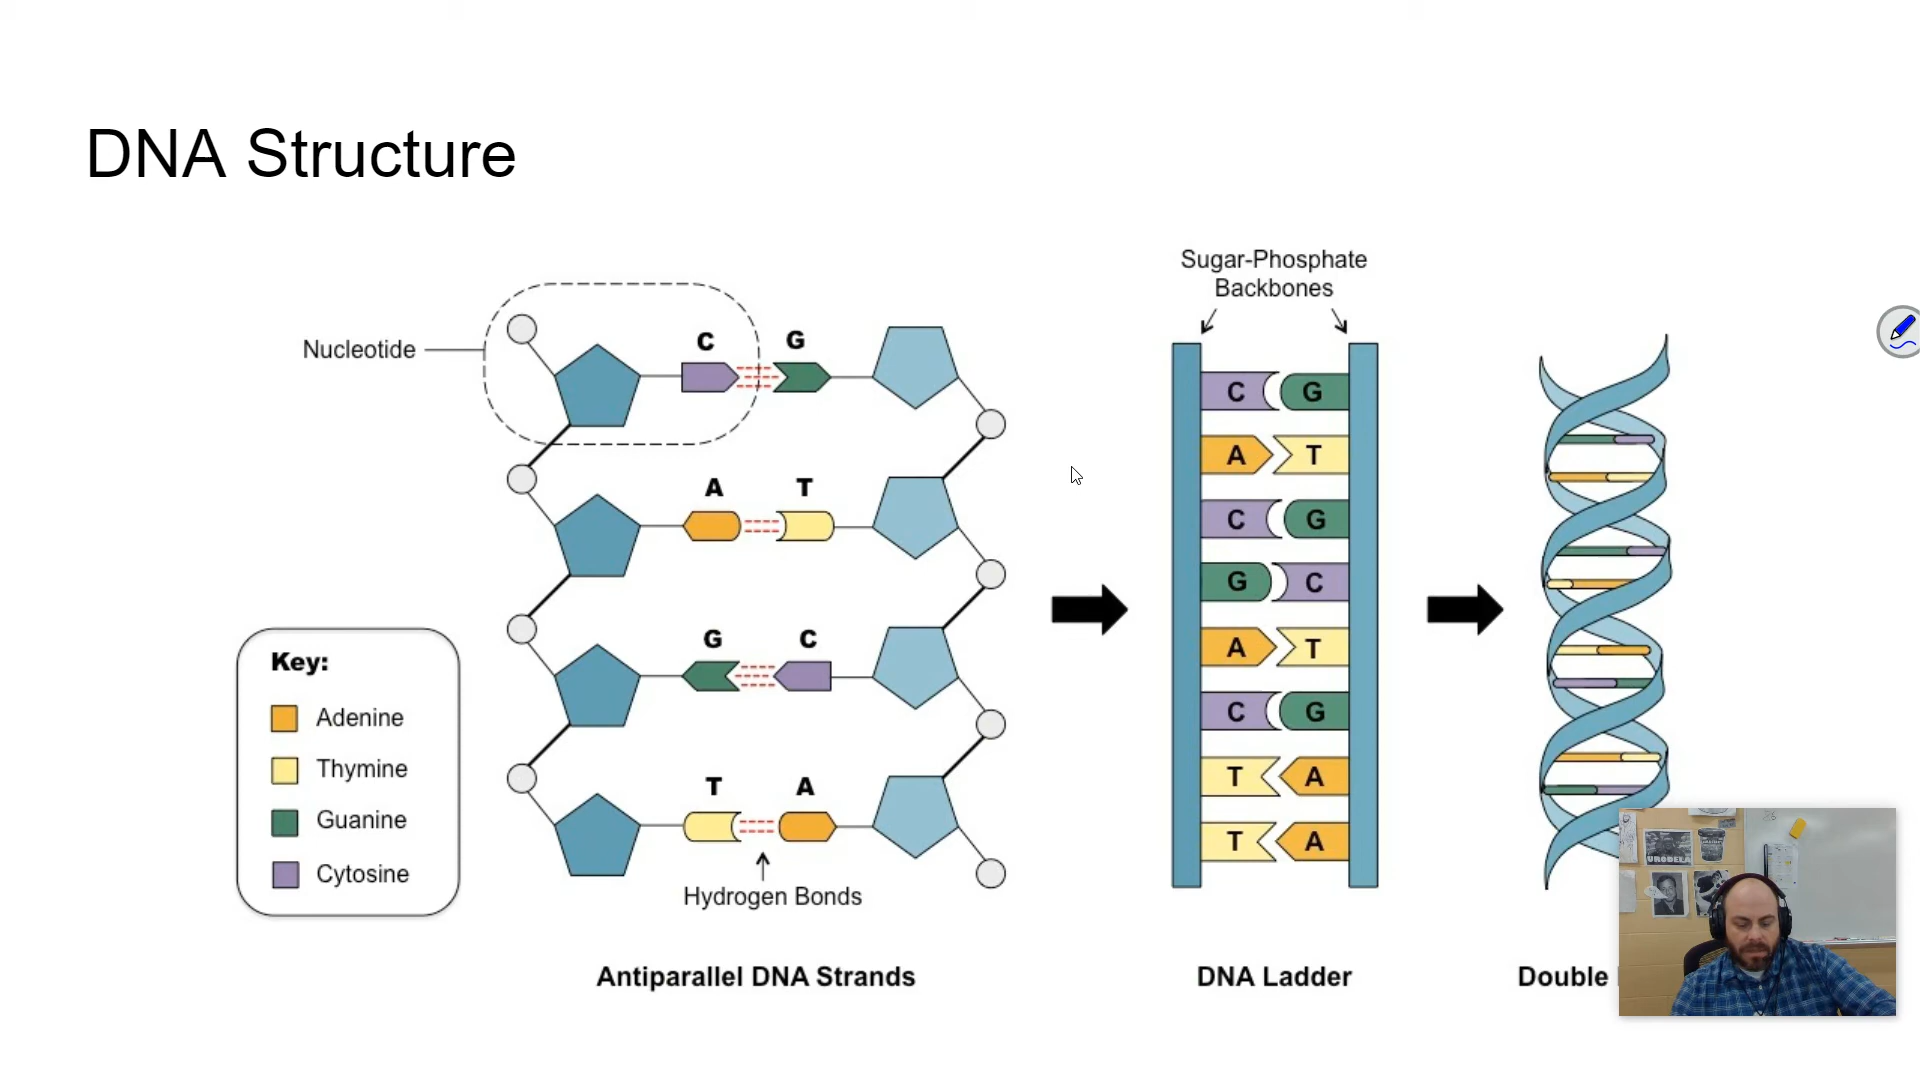 DNA Structure
Nucleotide
C G
A T
G C
T A
Hydrogen Bonds
Key:
Adenine
Thymine
Guanine
Cytosine
Antiparallel DNA Strands
Sugar-Phosphate
Backbones
C G
A T
C G
G C
A T
C G
T A
T A
DNA Ladder
Double
URODELA